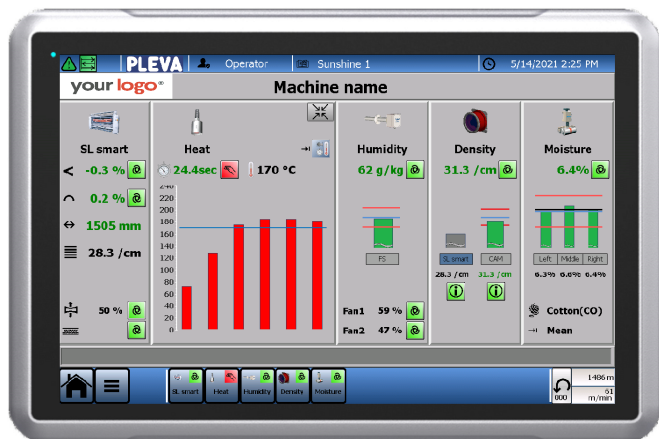 PLEVA Operator Sunshine 1 5/14/2021 2:25 PM
your logo® Machine name
SL smart Heat Humidity Density Moisture
-0.3 % 24.4sec 170 °C 62 g/kg 31.3 /cm 6.4%
0.2 %
1505 mm
28.3 /cm
240
220
200
180
160
140
120
100
80
60
40
20
0
FS SL smart CAM Left Middle Right
28.3 /cm 31.3 /cm 6.3% 6.6% 6.4%
50 % Fan1 59 % Cotton(CO)
Fan2 47 % Mean
SL smart Heat Humidity Density Moisture
000
1486 m
61
m/min